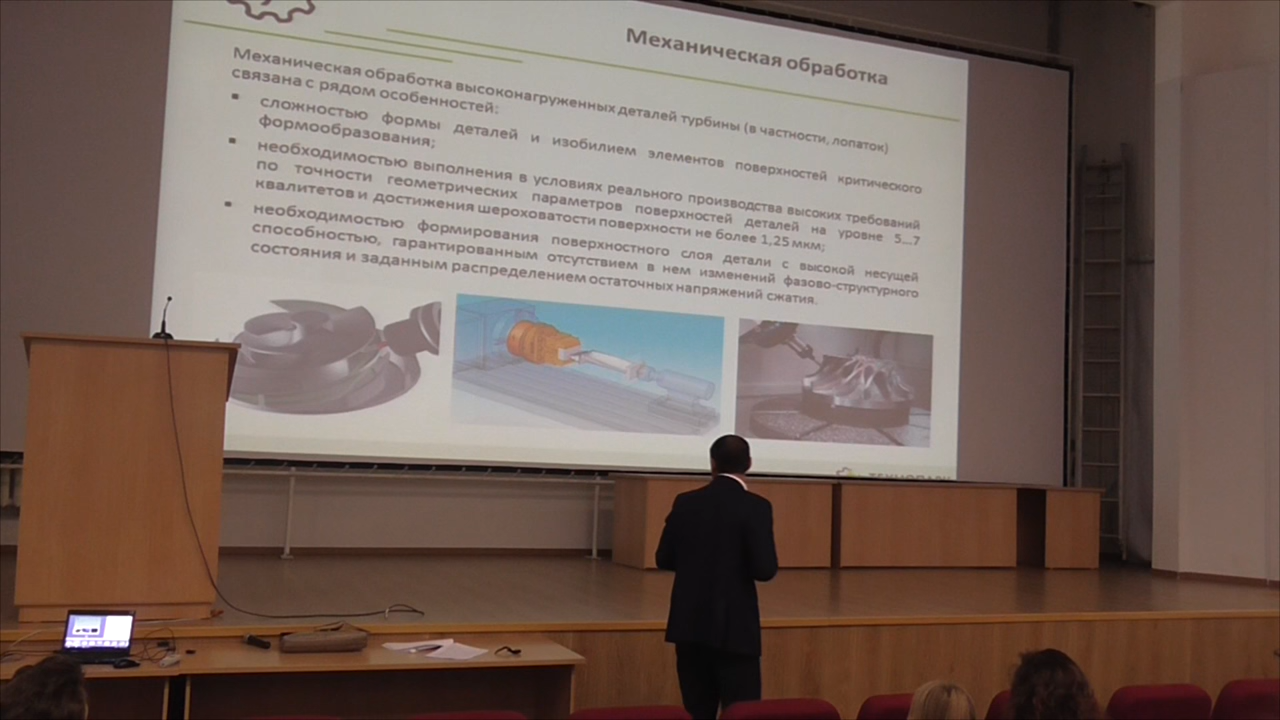 Механическая обработка
Механическая обработка высоконагруженных деталей турбины (в частности, лопаток)
связана с рядом особенностей:
▪ сложностью формы деталей и изобилием элементов поверхностей критического
формообразования;
▪ необходимостью выполнения в условиях реального производства высоких требований
по точности геометрических параметров поверхностей деталей на уровне 5...7
квалитетов и достижения шероховатости поверхности не более 1,25 мкм;
▪ необходимостью формирования поверхностного слоя детали с высокой несущей
способностью, гарантированным отсутствием в нем изменений фазово-структурного
состояния и заданным распределением остаточных напряжений сжатия.
ТЕХНОПАРК